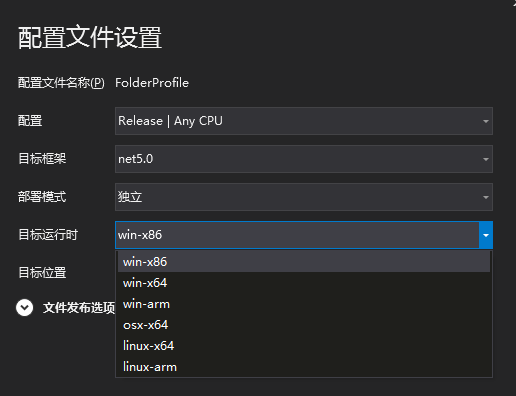 配置文件设置
配置文件名称(P) FolderProfile
配置 Release | Any CPU
目标框架 net5.0
部署模式 独立
目标运行时 win-x86
win-x86
目标位置 win-x64
win-arm
文件发布选项 osx-x64
linux-x64
linux-arm